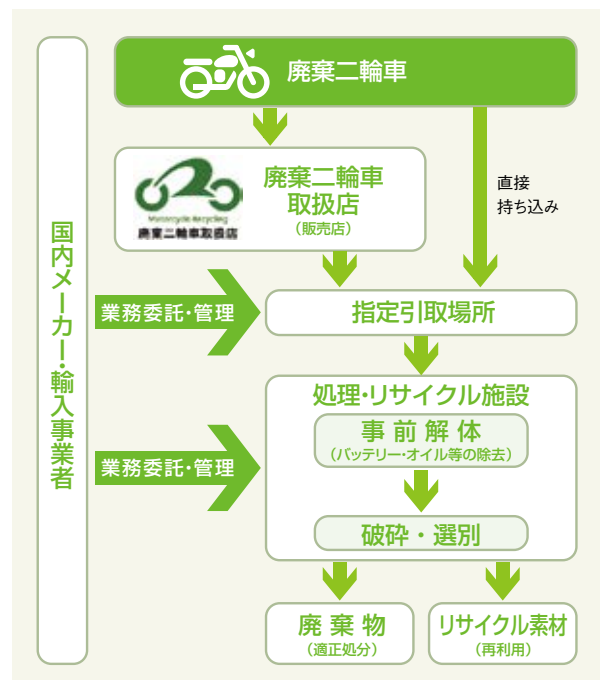 廃棄二輪車
Motorcycle Recycling
廃棄二輪車取扱店
廃棄二輪車
取扱店
(販売店)
直接
持ち込み
国内メーカー・輸入事業者
業務委託・管理
指定引取場所
処理・リサイクル施設
事前解体
(バッテリー・オイル等の除去)
業務委託・管理
破砕・選別
廃棄物
(適正処分)
リサイクル素材
(再利用)